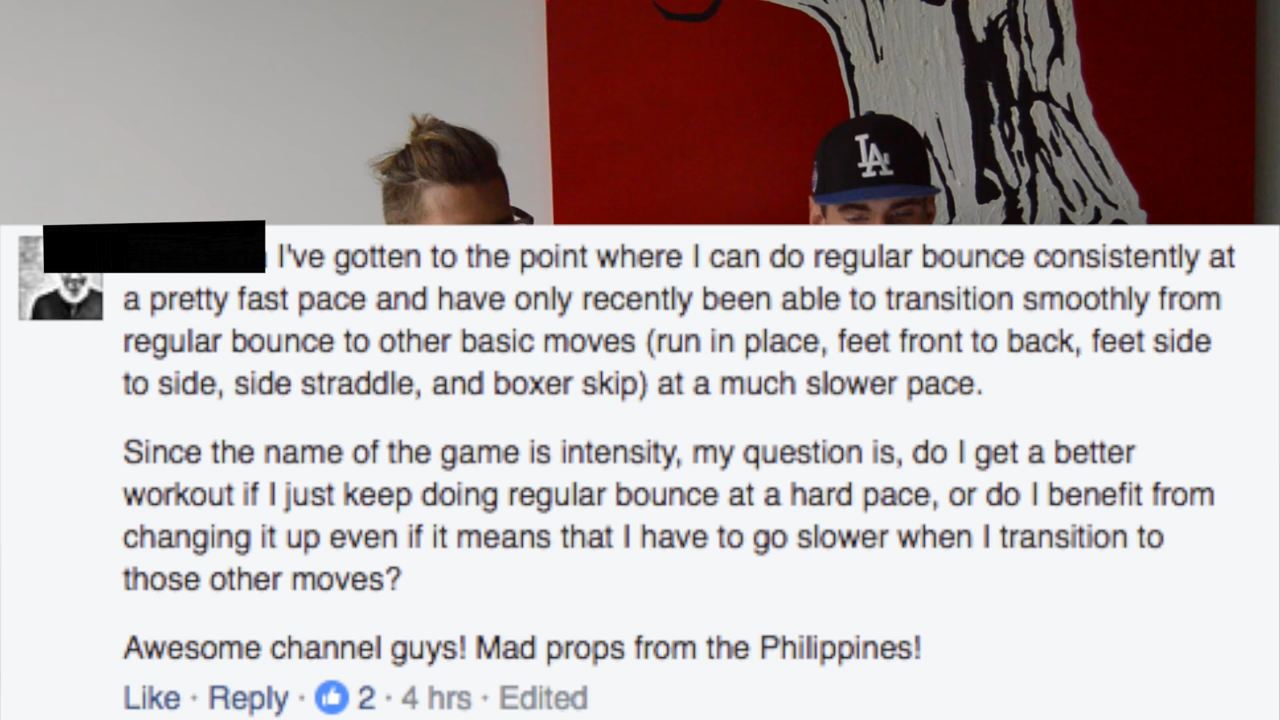 LA
I've gotten to the point where I can do regular bounce consistently at
a pretty fast pace and have only recently been able to transition smoothly from
regular bounce to other basic moves (run in place, feet front to back, feet side
to side, side straddle, and boxer skip) at a much slower pace.
Since the name of the game is intensity, my question is, do I get a better
workout if I just keep doing regular bounce at a hard pace, or do I benefit from
changing it up even if it means that I have to go slower when I transition to
those other moves?
Awesome channel guys! Mad props from the Philippines!
Like · Reply · 2 · 4 hrs · Edited